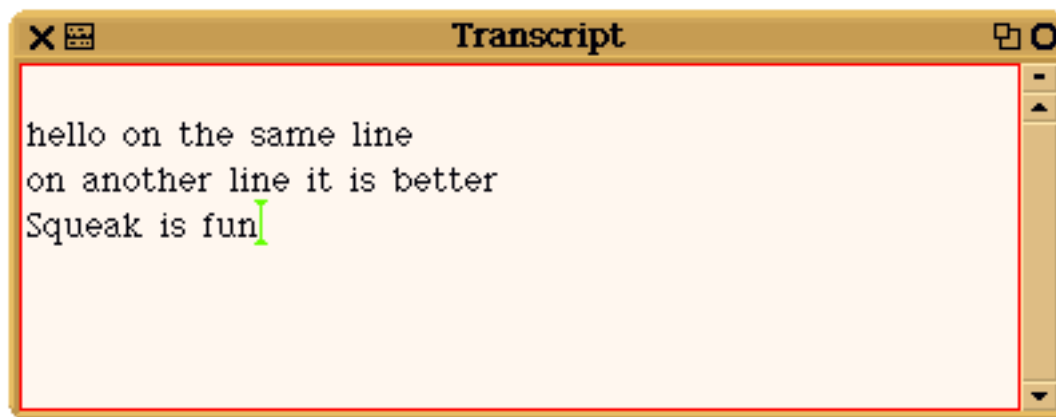 Transcript
hello on the same line
on another line it is better
Squeak is fun